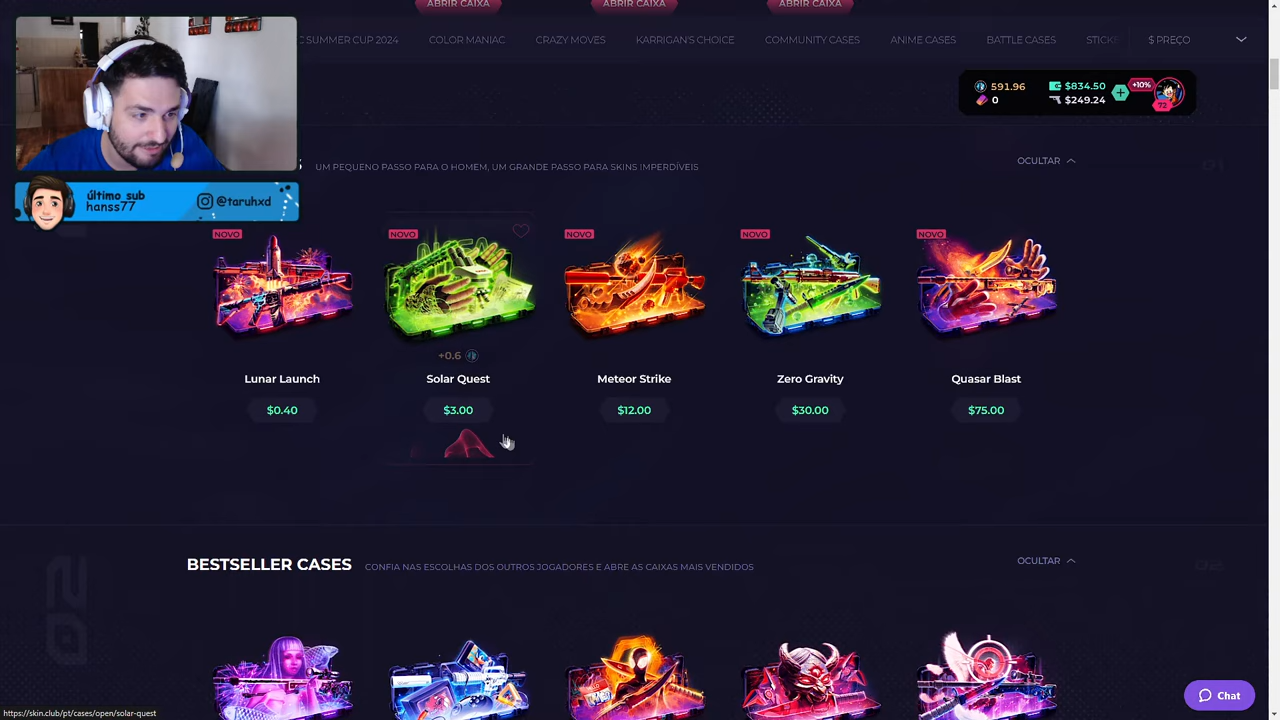 ABRIR CAIXA ABRIR CAIXA ABRIR CAIXA
SUMMER CUP 2024 COLOR MANIAC CRAZY MOVES KARRIGAN'S CHOICE COMMUNITY CASES ANIME CASES BATTLE CASES STICK $ PREÇO
591.96 $834.50 +10%
0 $249.24 72
UM PEQUENO PASSO PARA O HOMEM, UM GRANDE PASSO PARA SKINS IMPERDÍVEIS OCULTAR
último_sub
hanss77
@taruhxd
NOVO NOVO NOVO NOVO NOVO
+0.6
Lunar Launch Solar Quest Meteor Strike Zero Gravity Quasar Blast
$0.40 $3.00 $12.00 $30.00 $75.00
BESTSELLER CASES CONFIA NAS ESCOLHAS DOS OUTROS JOGADORES E ABRE AS CAIXAS MAIS VENDIDOS OCULTAR
02
Chat
https://skin.club/pt/cases/open/solar-quest